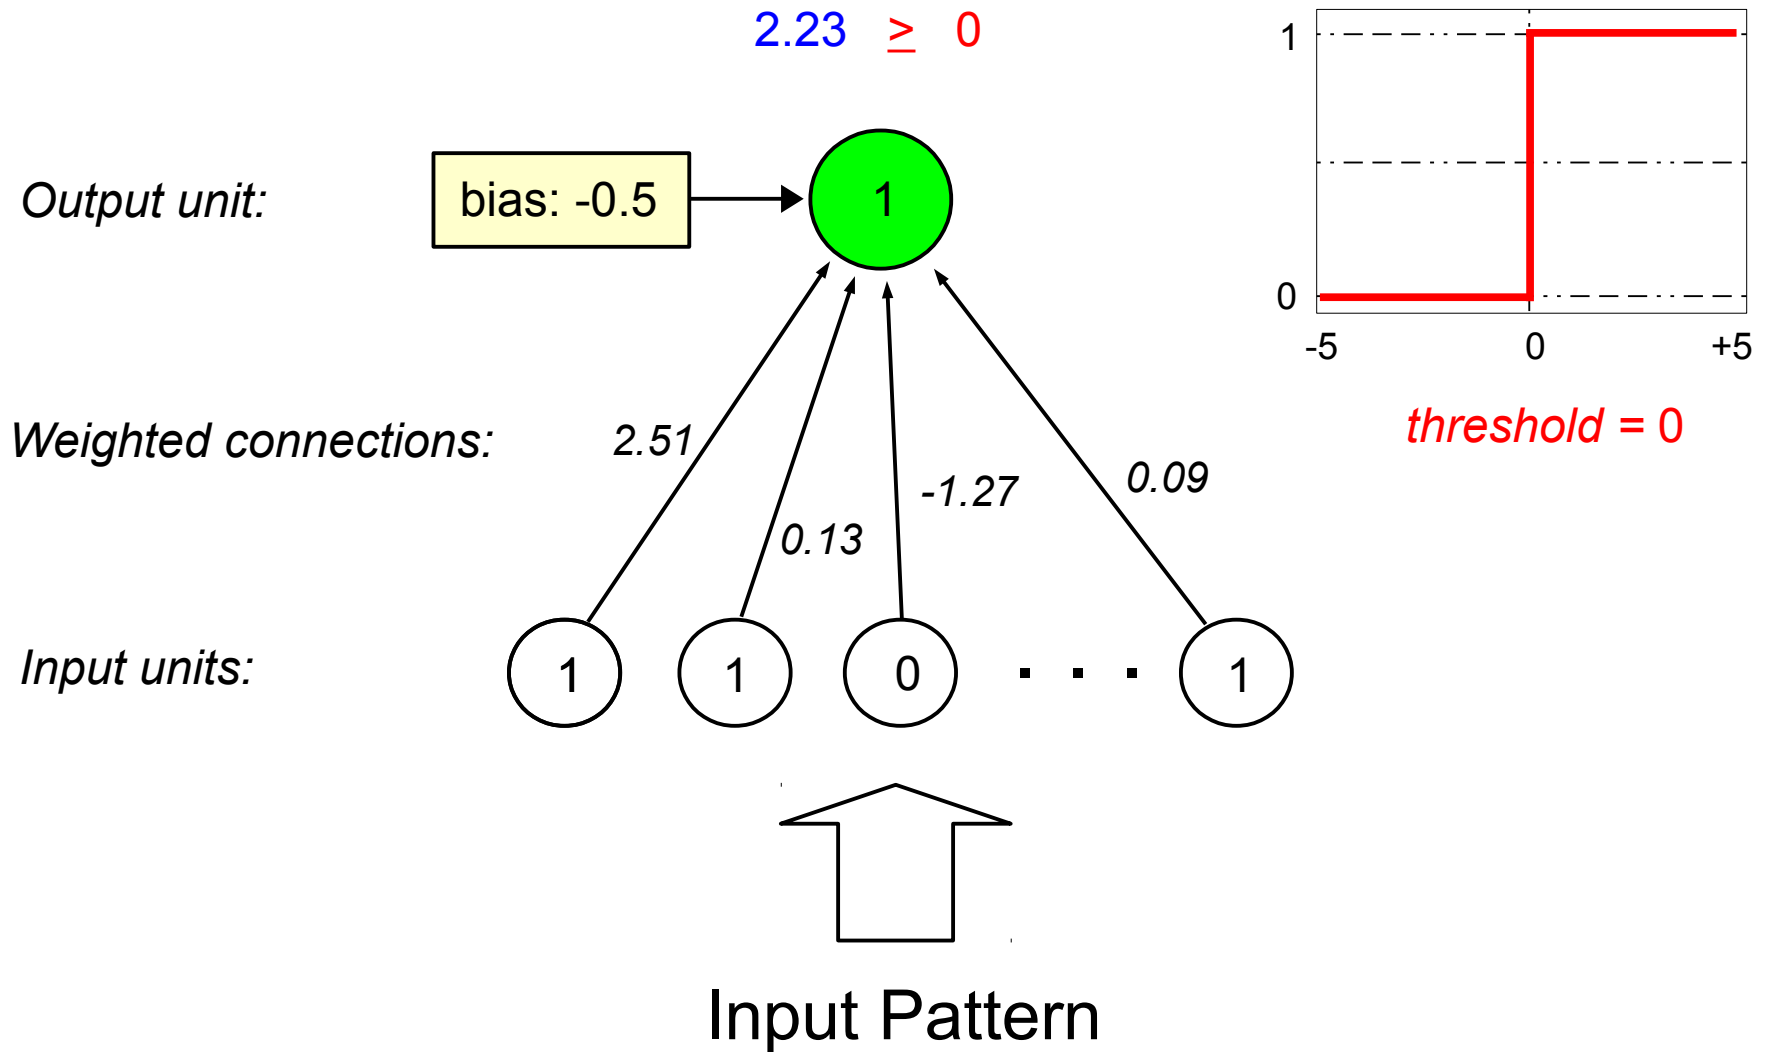 2.23 ≥ 0
1
0
-5 0 +5
threshold = 0
Output unit:
bias: -0.5
1
Weighted connections:
2.51
0.13
-1.27
0.09
Input units:
1 1 0 . . . 1
Input Pattern